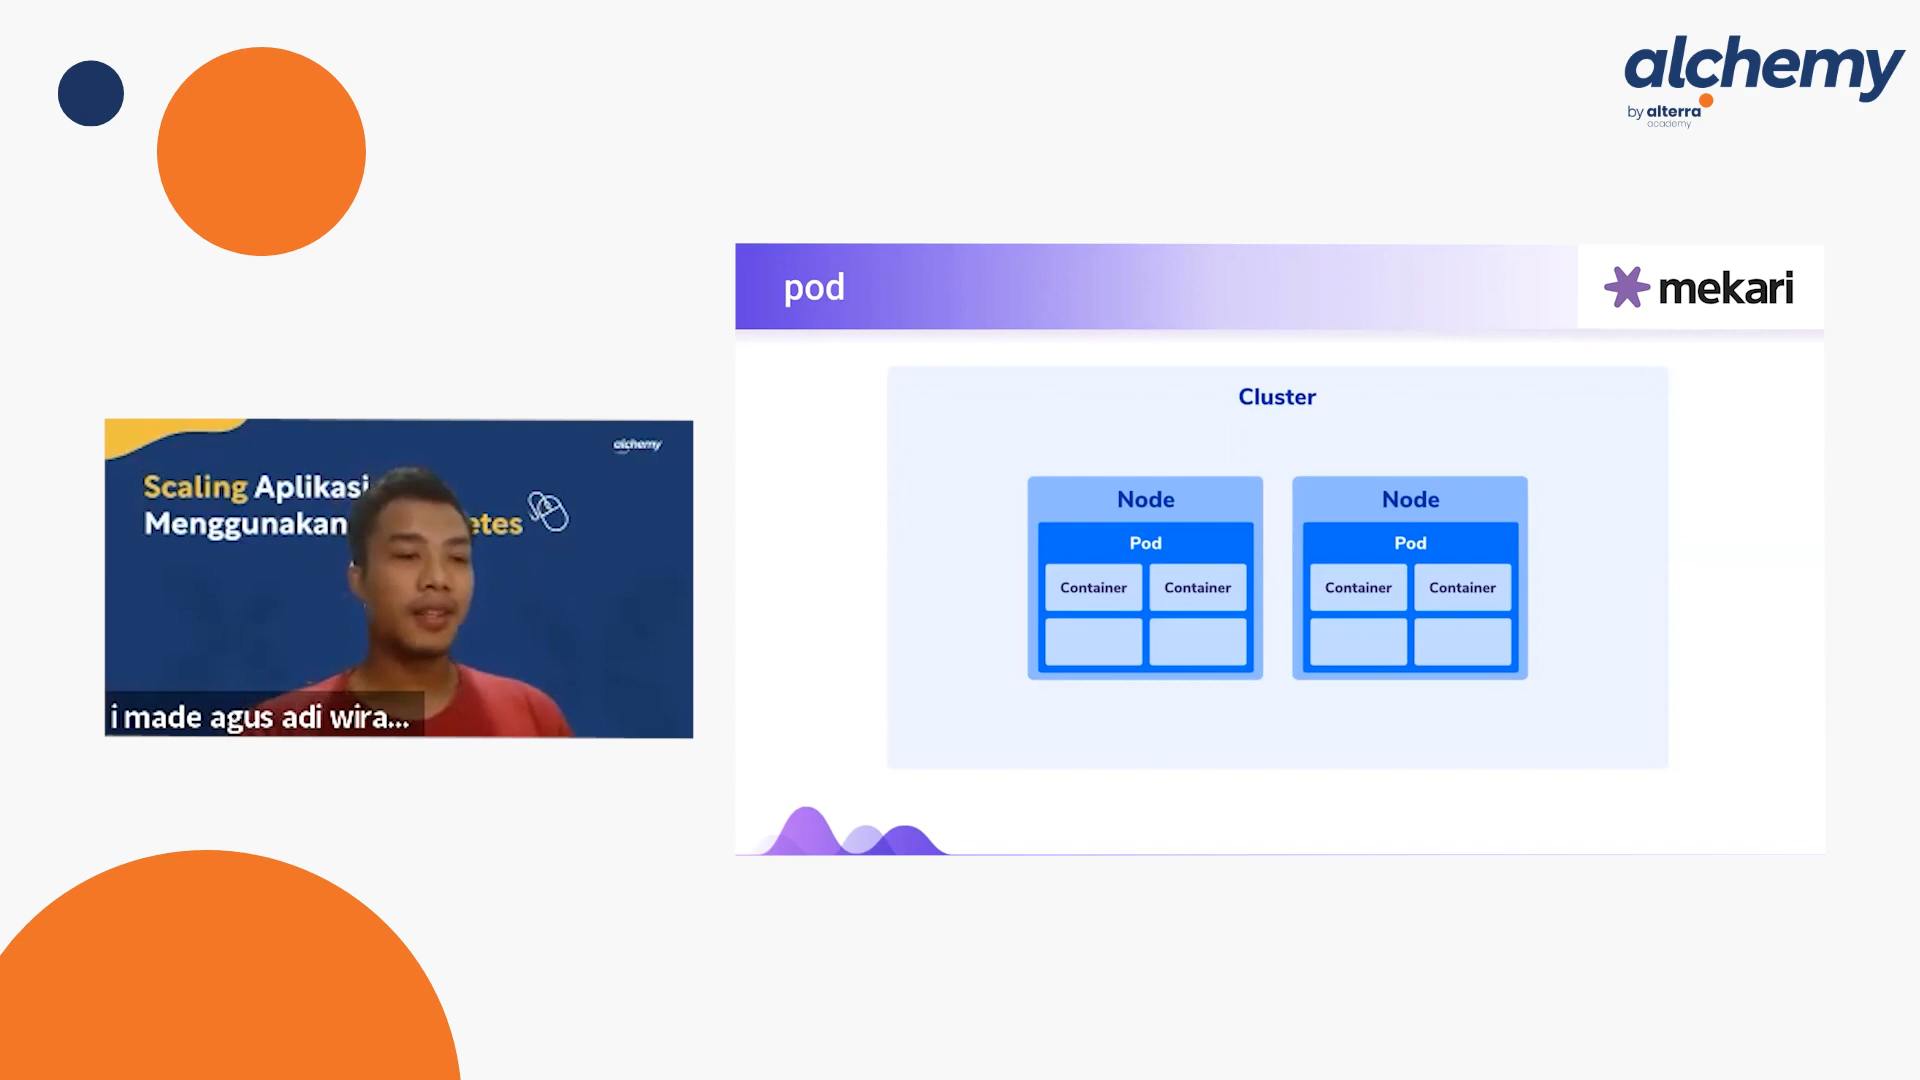 alchemy
by alterra
academy
pod
mekari
Cluster
Node
Node
Pod
Pod
Container
Container
Container
Container
alchemy
Scaling Aplikasi
Menggunakan etes
i made agus adi wira...